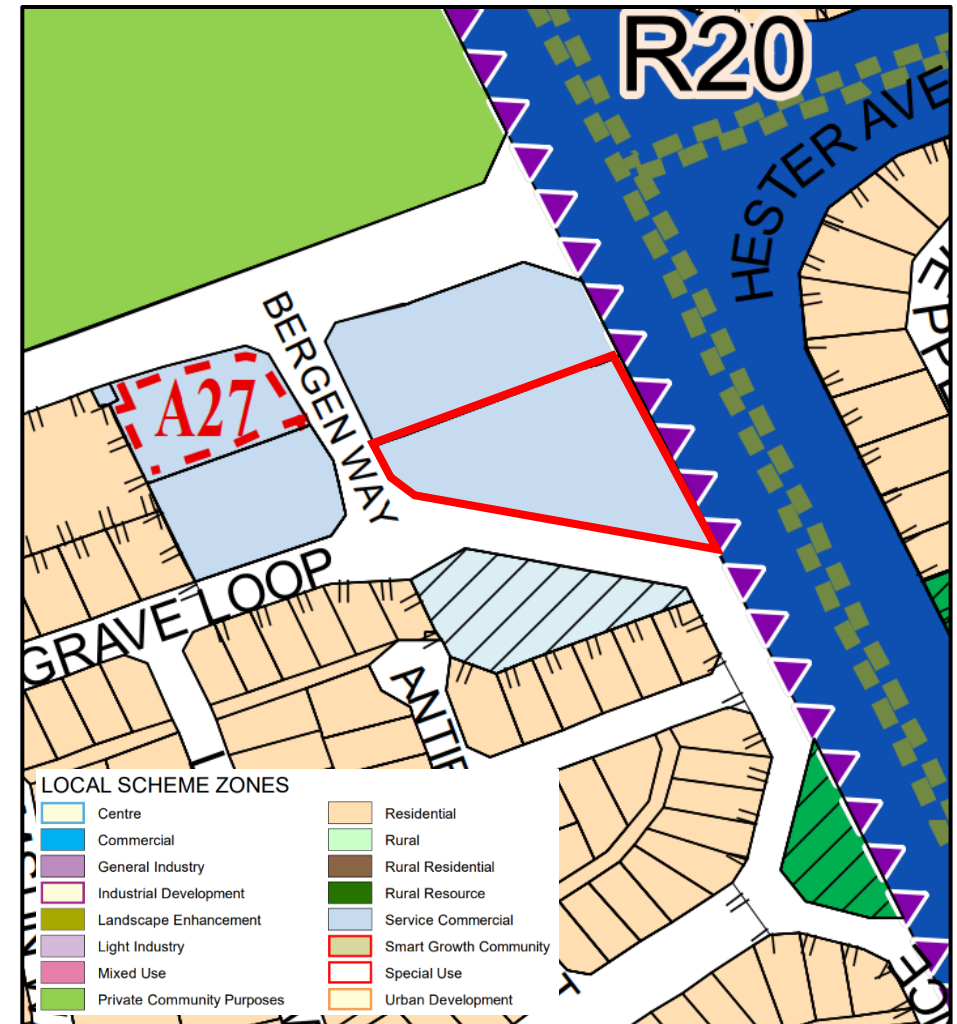 R20
HESTER AVE
BERGEN WAY
A27
GRAVE LOOP
LOCAL SCHEME ZONES
Centre
Commercial
General Industry
Industrial Development
Landscape Enhancement
Light Industry
Mixed Use
Private Community Purposes
Residential
Rural
Rural Residential
Rural Resource
Service Commercial
Smart Growth Community
Special Use
Urban Development